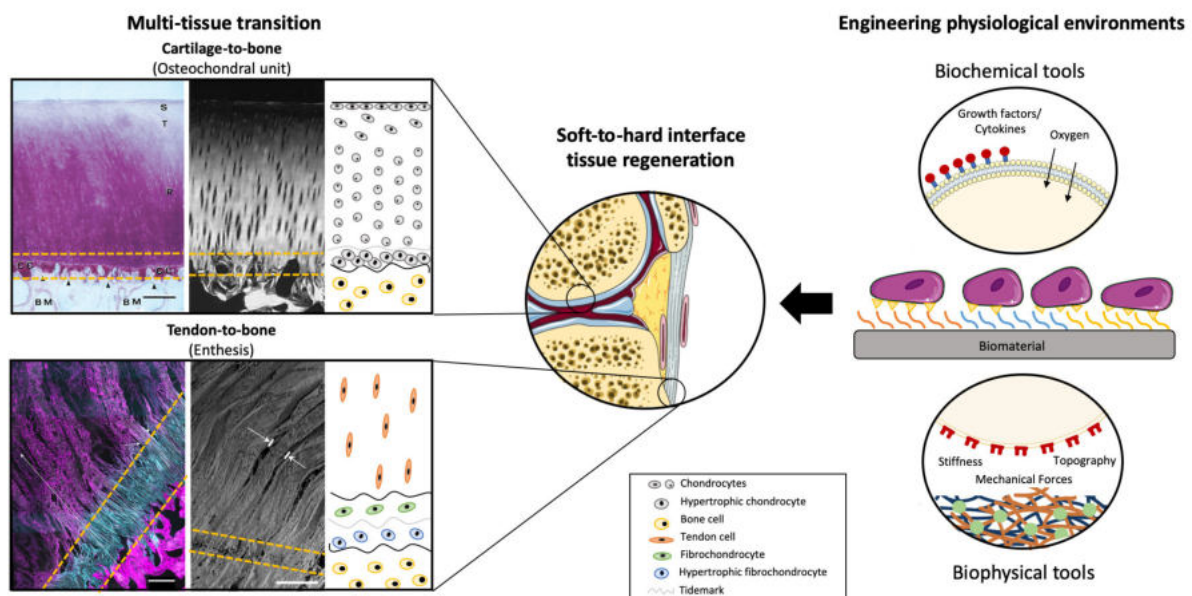 Multi-tissue transition
Cartilage-to-bone
(Osteochondral unit)
S
T
R
BM
BM
Tendon-to-bone
(Enthesis)
Soft-to-hard interface
tissue regeneration
Chondrocytes
Hypertrophic chondrocyte
Bone cell
Tendon cell
Fibrochondrocyte
Hypertrophic fibrochondrocyte
Tidemark
Engineering physiological environments
Biochemical tools
Growth factors/
Cytokines
Oxygen
Biomaterial
Stiffness
Topography
Mechanical Forces
Biophysical tools